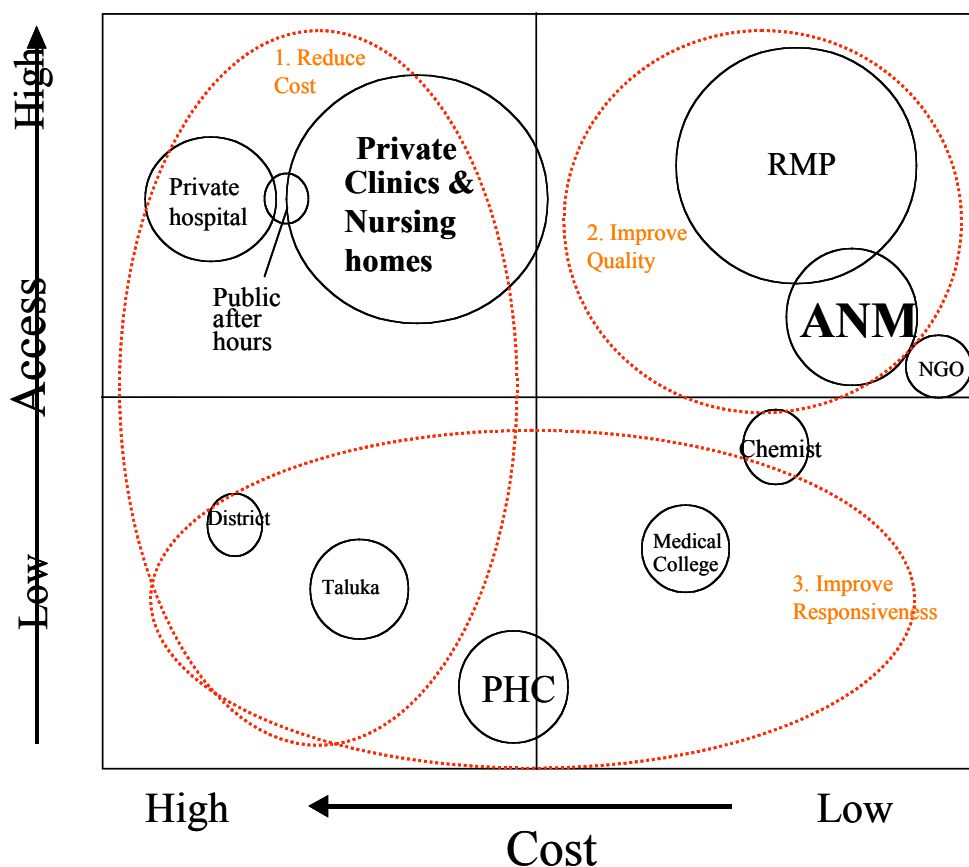 High
Access
Low
1. Reduce
Cost
Private
Clinics &
Nursing
homes
Private
hospital
Public
after
hours
RMP
2. Improve
Quality
ANM
NGO
Chemist
District
Taluka
Medical
College
3. Improve
Responsiveness
PHC
High
Low
Cost